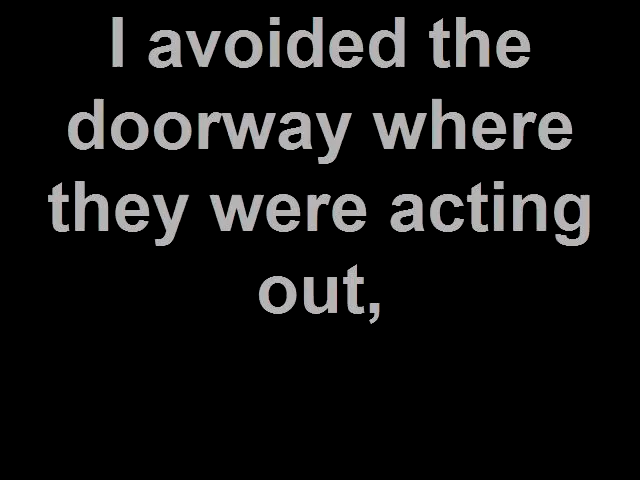 I avoided the
doorway where
they were acting
out,